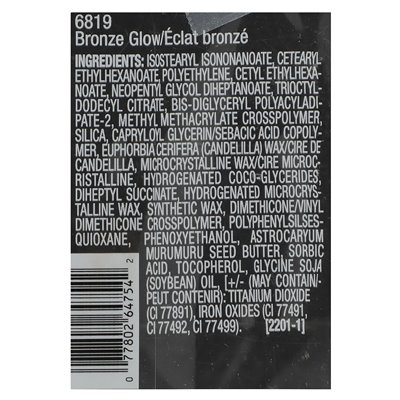 6819
Bronze Glow/Éclat bronzé
INGREDIENTS: ISOSTEARYL ISONONANOATE, CETEARYL
ETHYLHEXANOATE, POLYETHYLENE, CETYL ETHYLHEXA-
NOATE, NEOPENTYL GLYCOL DIHEPTANOATE, TRIOCTYL-
DODECYL CITRATE, BIS-DIGLYCERYL POLYACYLADI-
PATE-2, METHYL METHACRYLATE CROSSPOLYMER,
SILICA, CAPRYLOYL GLYCERIN/SEBACIC ACID COPOLY-
MER, EUPHORBIA CERIFERA (CANDELILLA) WAX/CIRE DE
CANDELILLA, MICROCRYSTALLINE WAX/CIRE MICROC-
RISTALLINE, HYDROGENATED COCO-GLYCERIDES,
DIHEPTYL SUCCINATE, HYDROGENATED MICROCRYS-
TALLINE WAX, SYNTHETIC WAX, DIMETHICONE/VINYL
DIMETHICONE CROSSPOLYMER, POLYPHENYLSILSES-
QUIOXANE, PHENOXYETHANOL, ASTROCARYUM
MURUMURU SEED BUTTER, SORBIC
ACID, TOCOPHEROL, GLYCINE SOJA
(SOYBEAN) OIL, [+/- (MAY CONTAIN/
PEUT CONTENIR): TITANIUM DIOXIDE
(CI 77891), IRON OXIDES (CI 77491,
CI 77492, CI 77499). [2201-1]
0 77802 64754 2